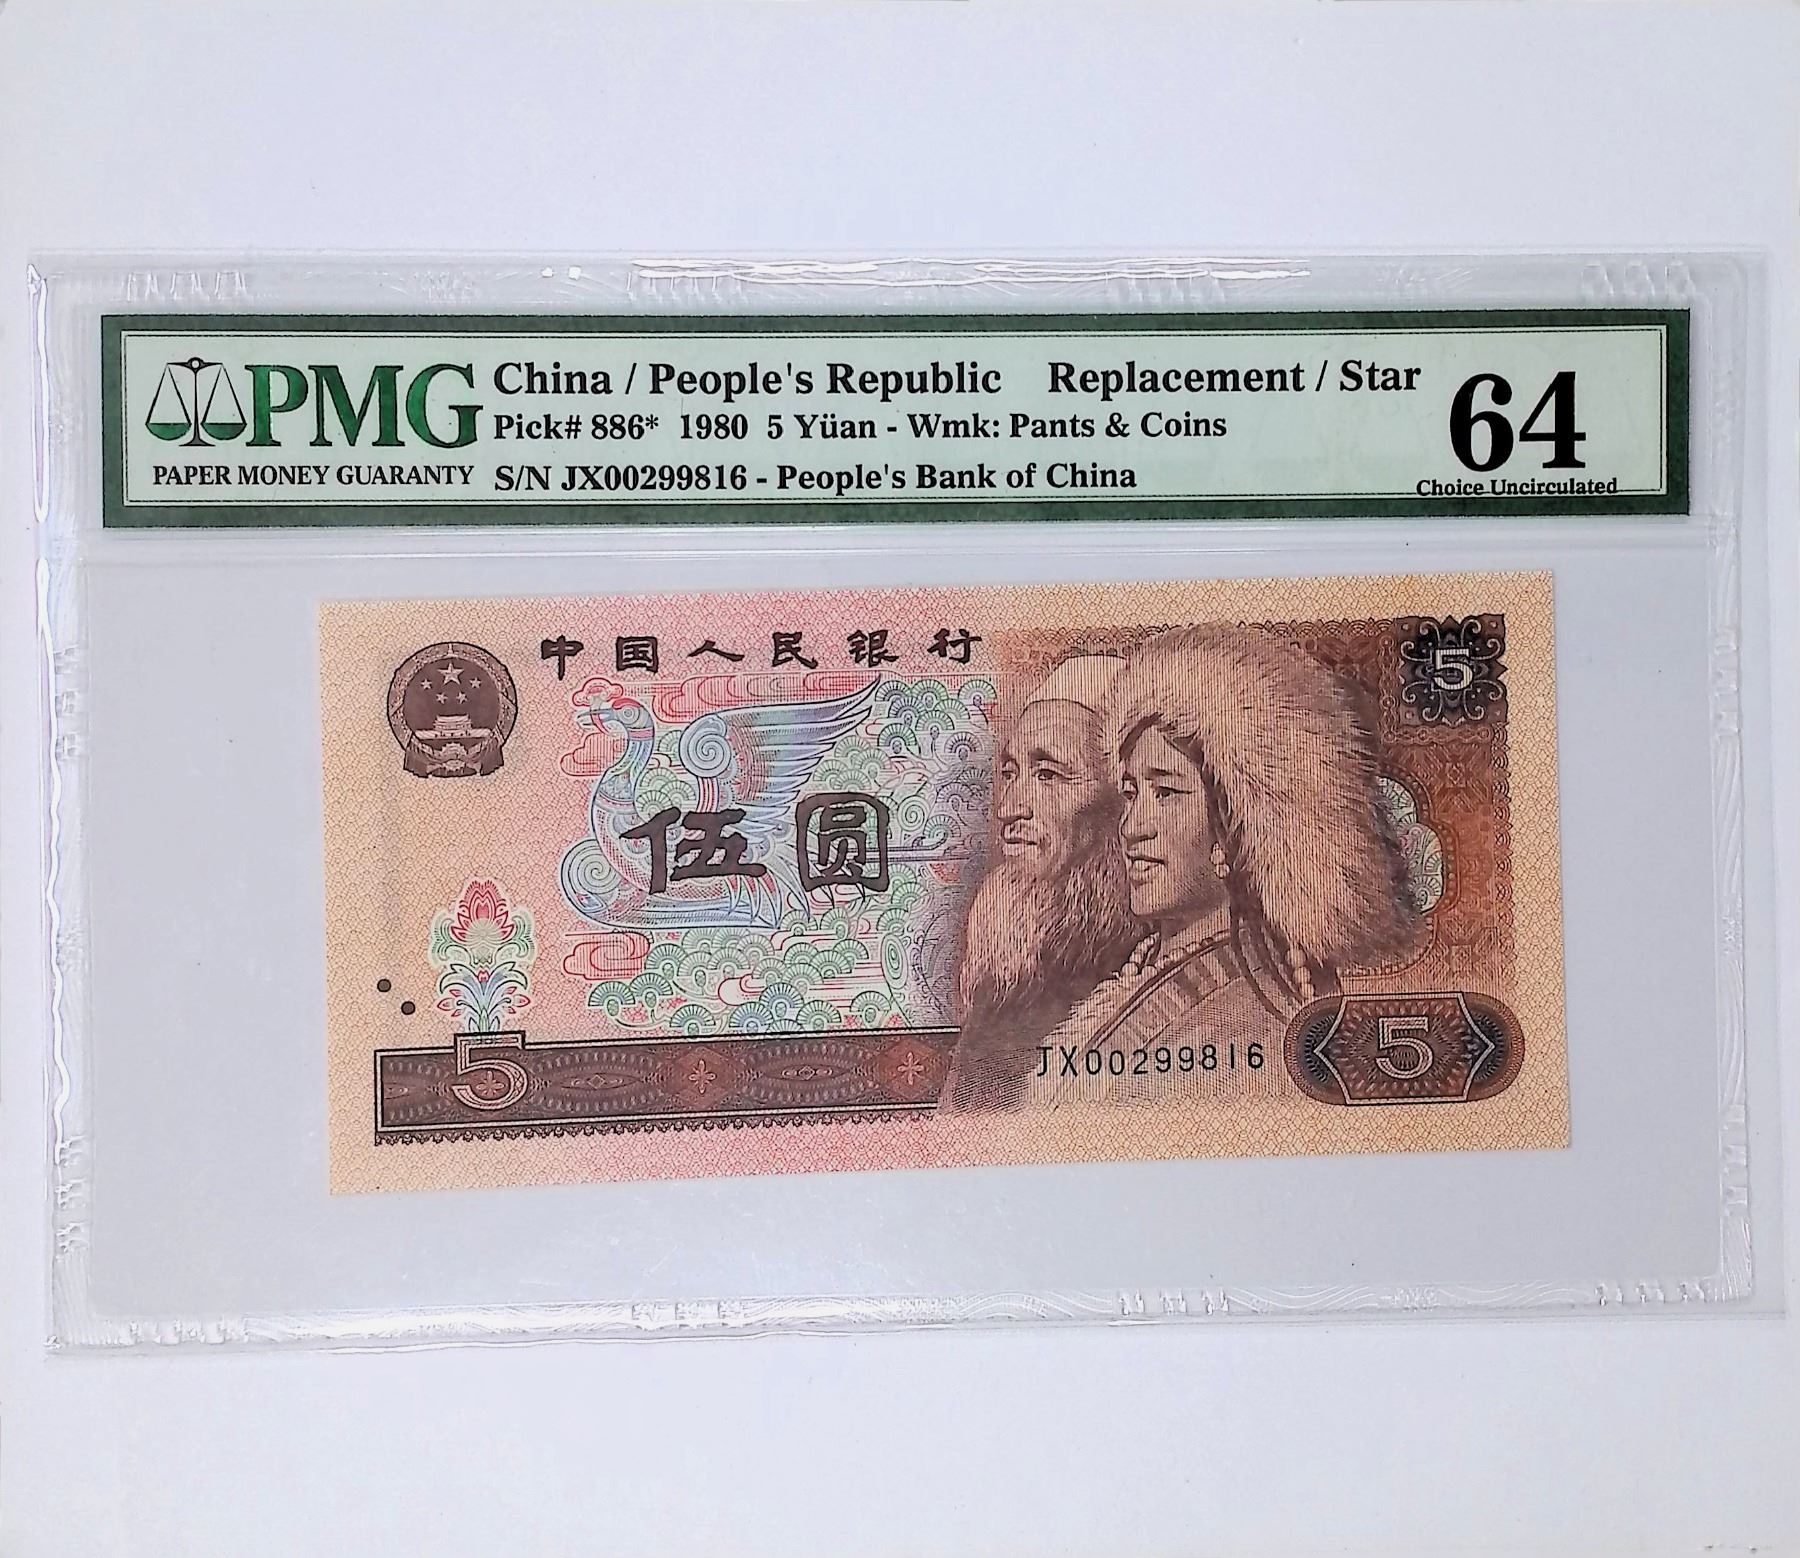 PMG
PAPER MONEY GUARANTY
China / People's Republic Replacement / Star
Pick# 886* 1980 5 Yüan - Wmk: Pants & Coins
S/N JX00299816 - People's Bank of China
64
Choice Uncirculated
中国人民银行
5
伍圆
5
JX00299816
5